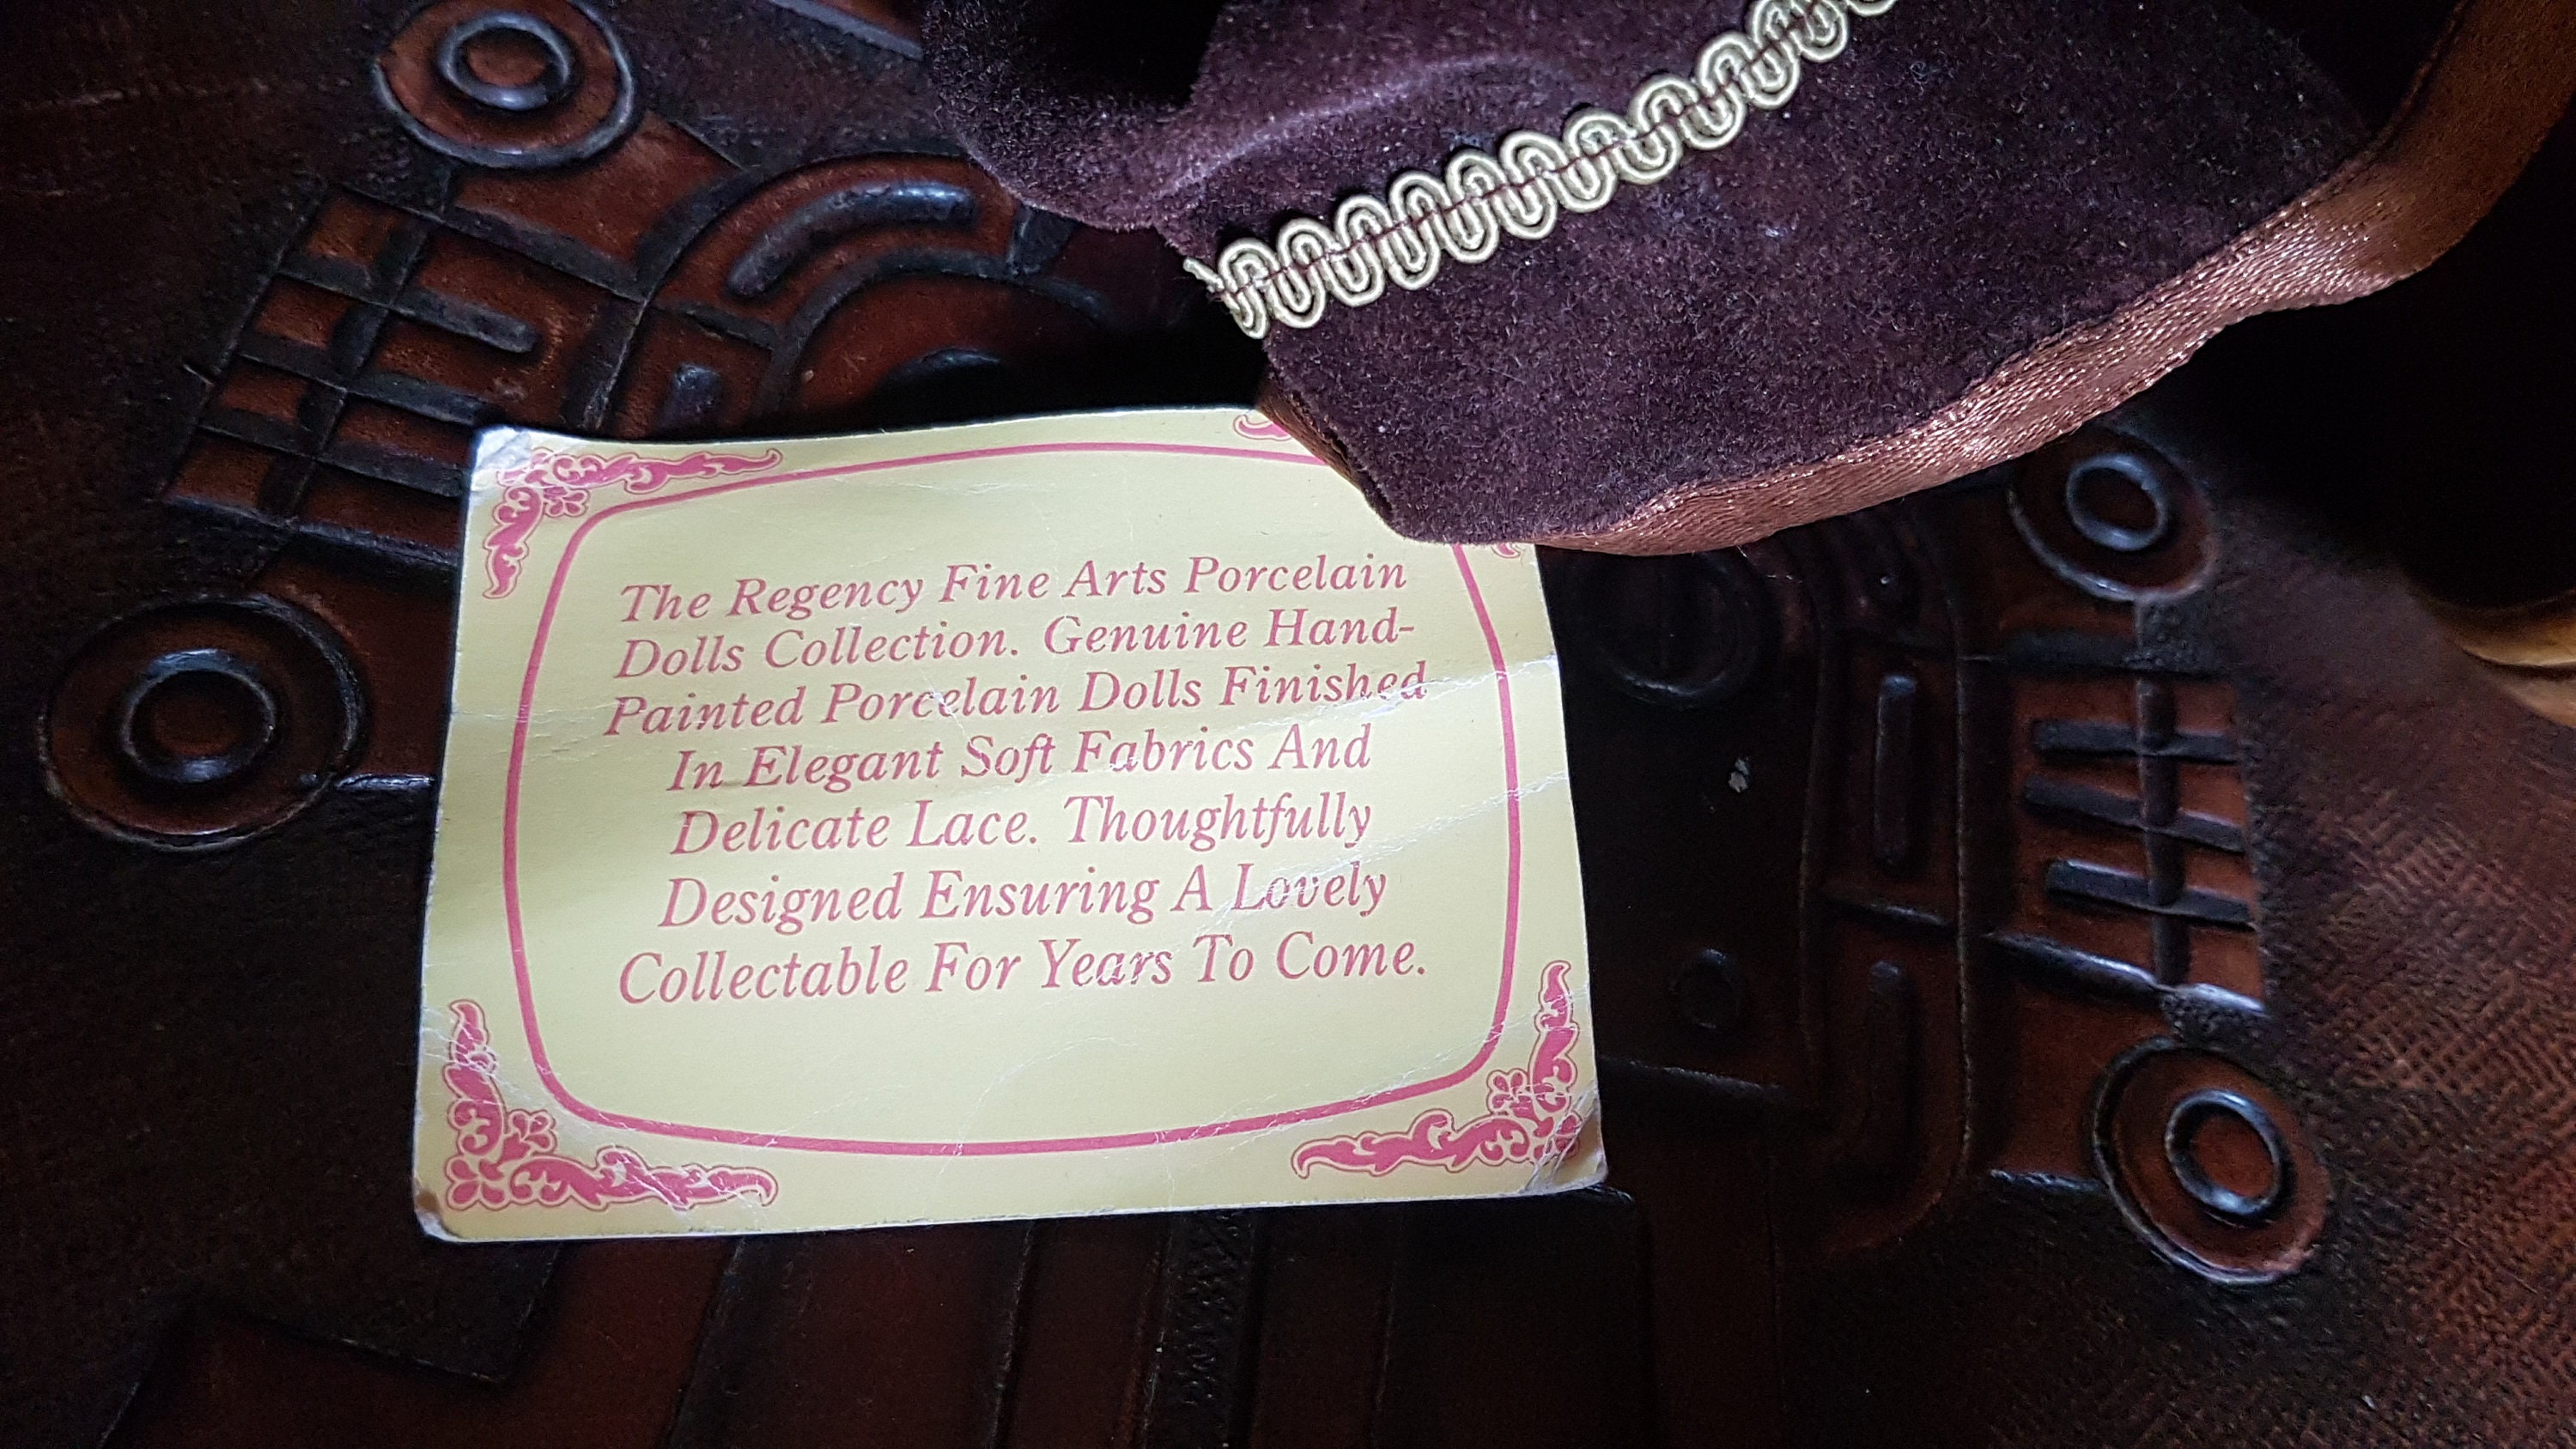 The Regency Fine Arts Porcelain
Dolls Collection. Genuine Hand-
Painted Porcelain Dolls Finished
In Elegant Soft Fabrics And
Delicate Lace. Thoughtfully
Designed Ensuring A Lovely
Collectable For Years To Come.